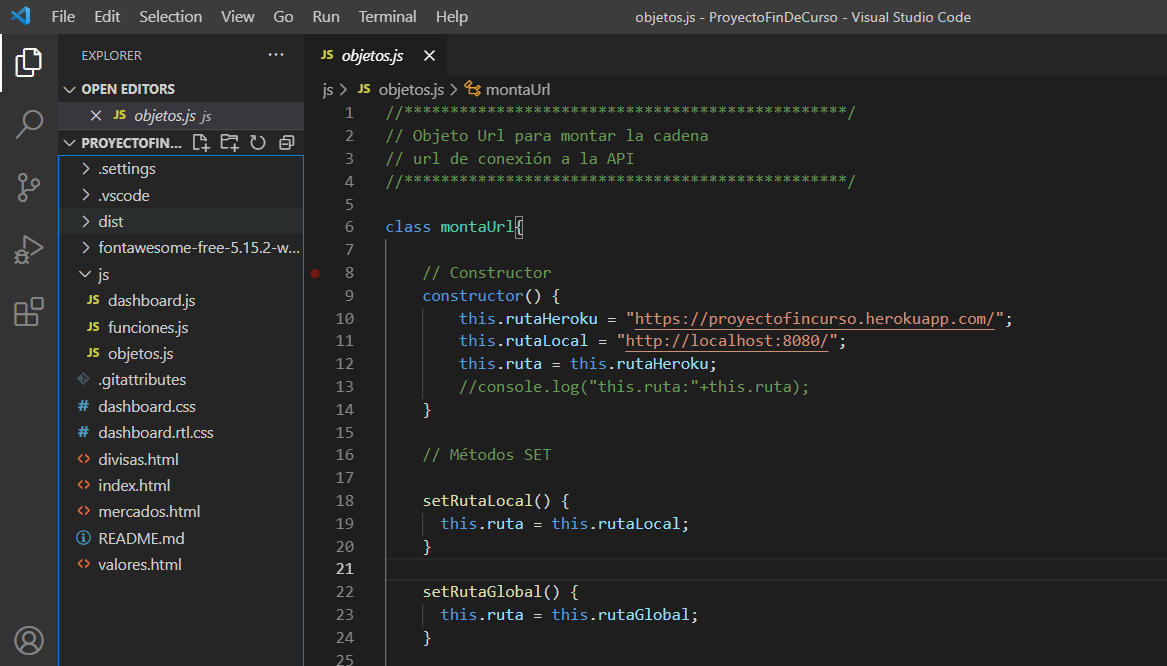 File Edit Selection View Go Run Terminal Help objetos.js - ProyectoFinDeCurso - Visual Studio Code
EXPLORER ...
OPEN EDITORS
JS objetos.js js
PROYECTOFIN...
.settings
.vscode
dist
fontawesome-free-5.15.2-w...
js
JS dashboard.js
JS funciones.js
JS objetos.js
.gitattributes
# dashboard.css
# dashboard.rtl.css
<> divisas.html
<> index.html
<> mercados.html
README.md
<> valores.html
JS objetos.js
js > JS objetos.js > montaUrl
1 //************************************************/
2 // Objeto Url para montar la cadena
3 // url de conexión a la API
4 //************************************************/
5
6 class montaUrl{
7
8 // Constructor
9 constructor() {
10 this.rutaHeroku = "https://proyectofincurso.herokuapp.com/";
11 this.rutaLocal = "http://localhost:8080/";
12 this.ruta = this.rutaHeroku;
13 //console.log("this.ruta:"+this.ruta);
14 }
15
16 // Métodos SET
17
18 setRutaLocal() {
19 this.ruta = this.rutaLocal;
20 }
21
22 setRutaGlobal() {
23 this.ruta = this.rutaGlobal;
24 }
25